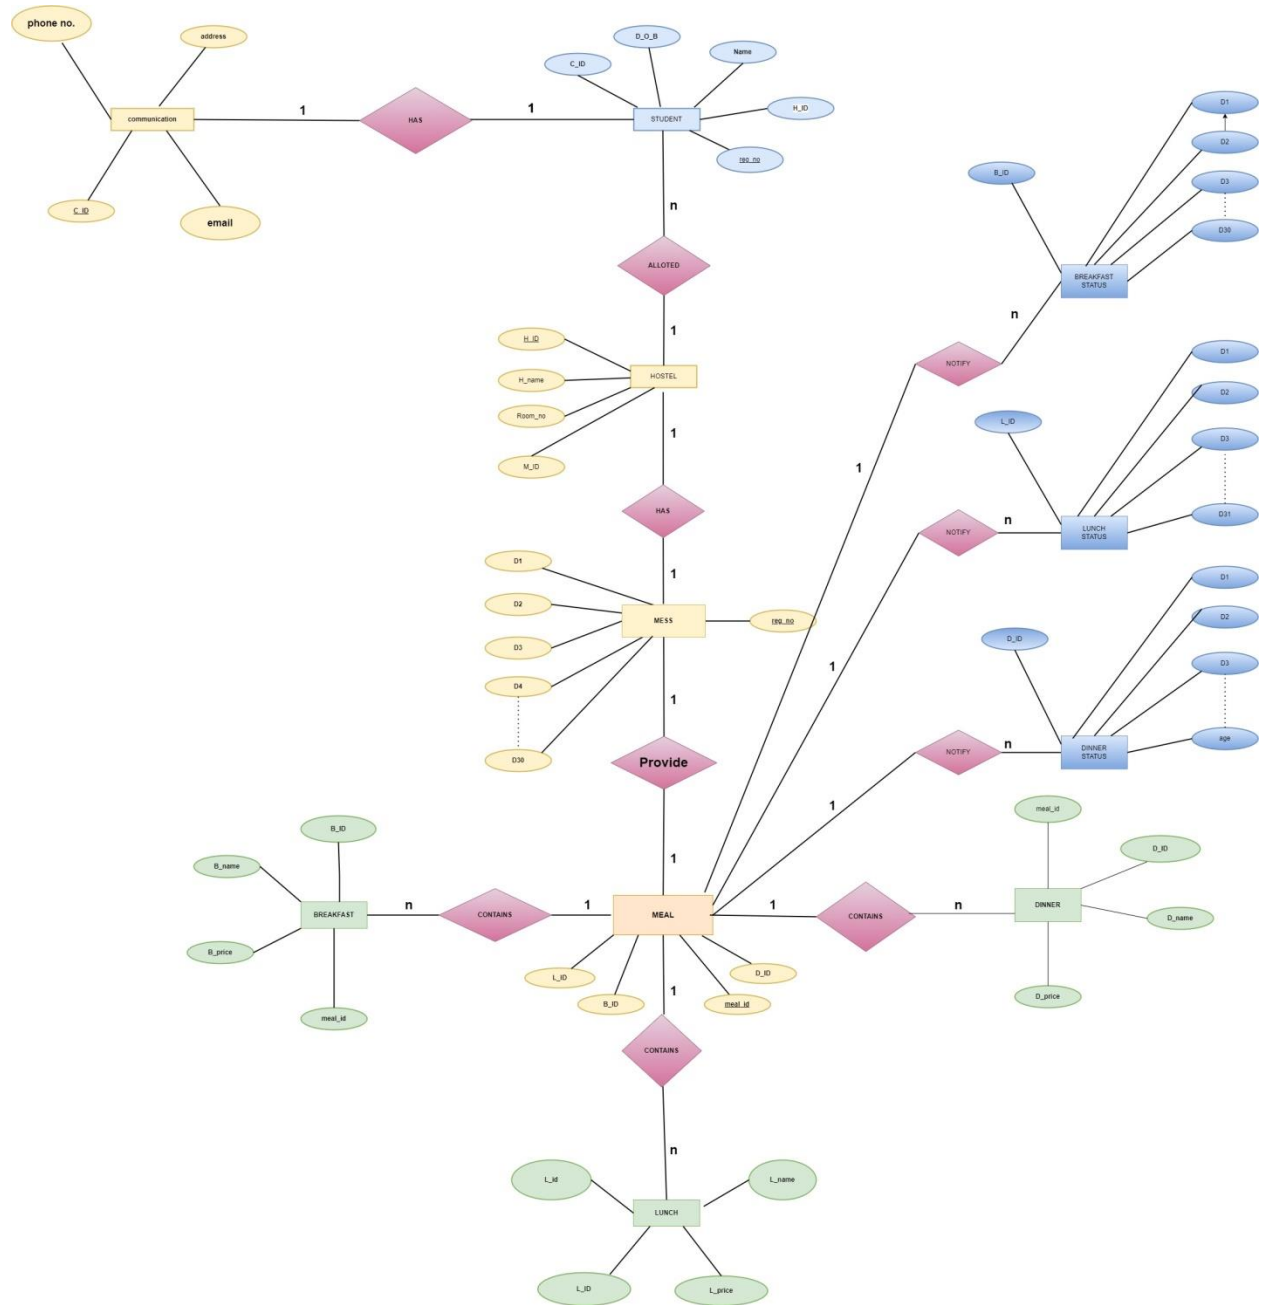 phone no.
address
communication
C_ID
email
1
HAS
1
D_O_B
C_ID
Name
H_ID
STUDENT
reg_no
n
ALLOTED
1
H_ID
H_name
Room_no
M_ID
HOSTEL
1
HAS
1
D1
D2
D3
D4
D30
MESS
reg_no
1
Provide
1
MEAL
L_ID
B_ID
meal_id
D_ID
1
CONTAINS
n
BREAKFAST
B_ID
B_name
B_price
meal_id
1
CONTAINS
n
LUNCH
L_id
L_name
L_ID
L_price
1
CONTAINS
n
DINNER
meal_id
D_ID
D_name
D_price
1
NOTIFY
n
BREAKFAST
STATUS
B_ID
D1
D2
D3
D30
1
NOTIFY
n
LUNCH
STATUS
L_ID
D1
D2
D3
D31
1
NOTIFY
n
DINNER
STATUS
D_ID
D1
D2
D3
age